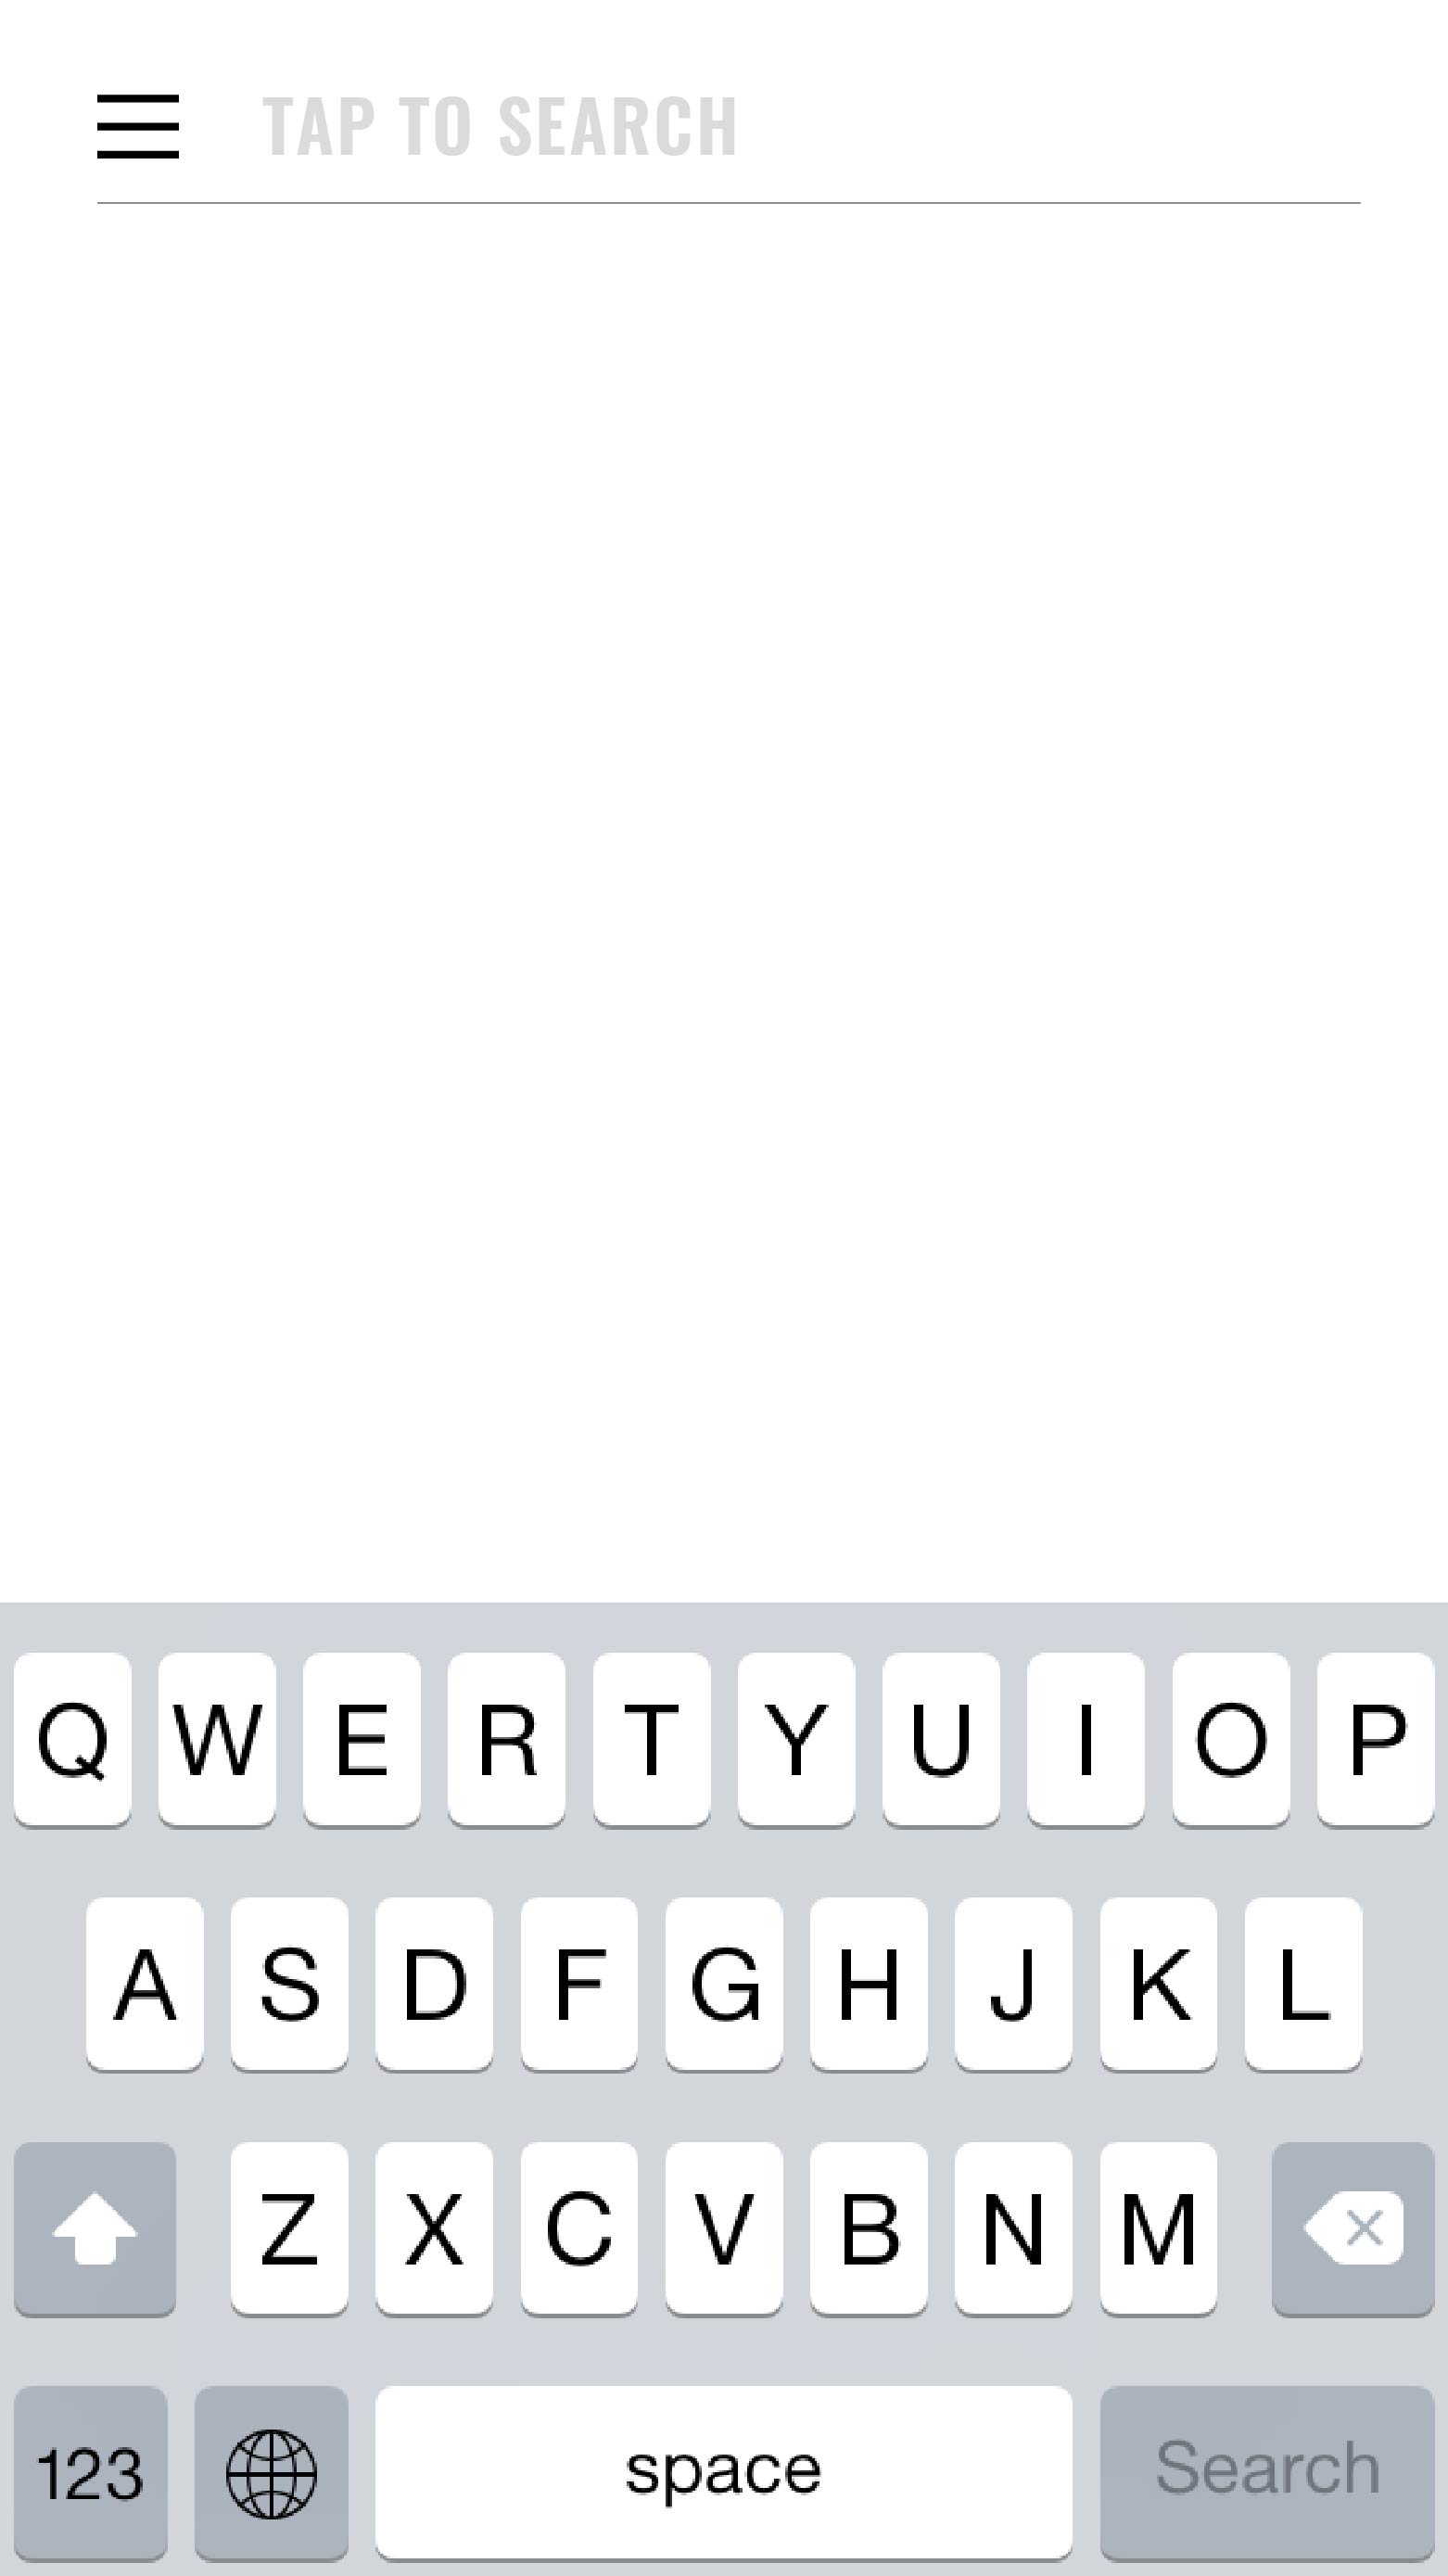 TAP TO SEARCH
Q W E R T Y U I O P
A S D F G H J K L
Z X C V B N M
123 space Search